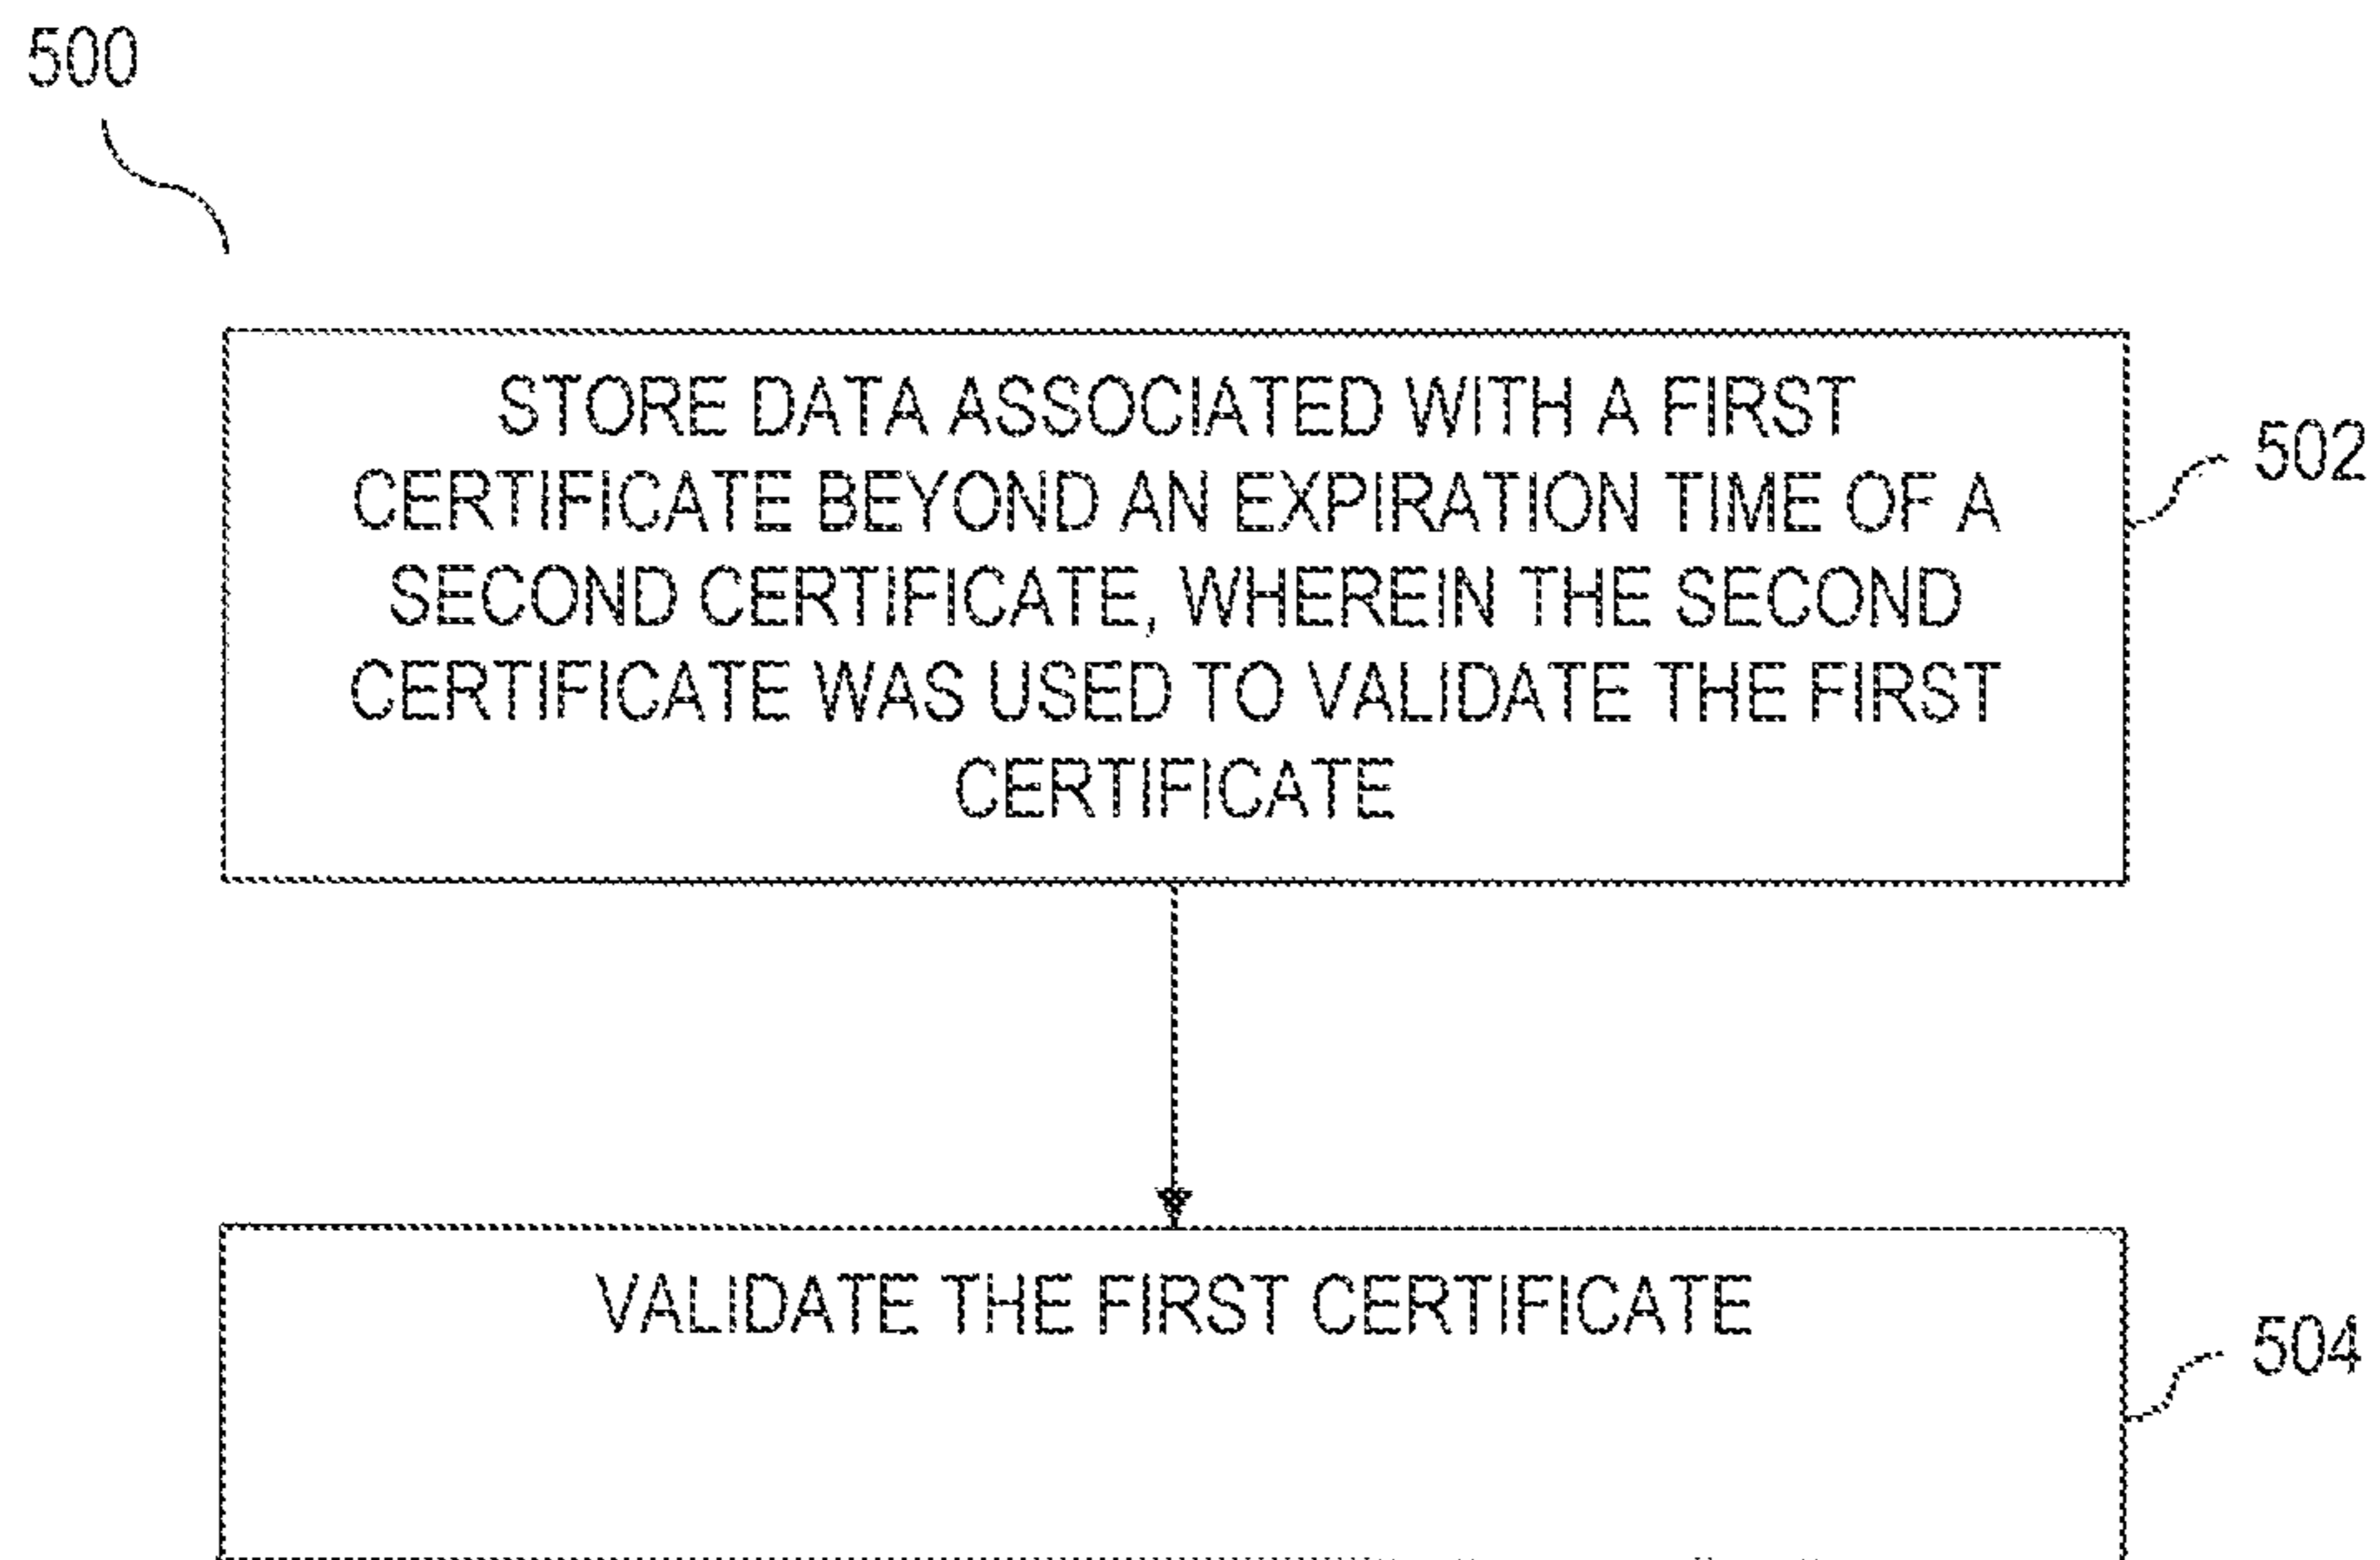 500
STORE DATA ASSOCIATED WITH A FIRST
CERTIFICATE BEYOND AN EXPIRATION TIME OF A
SECOND CERTIFICATE, WHEREIN THE SECOND
CERTIFICATE WAS USED TO VALIDATE THE FIRST
CERTIFICATE
502
VALIDATE THE FIRST CERTIFICATE
504